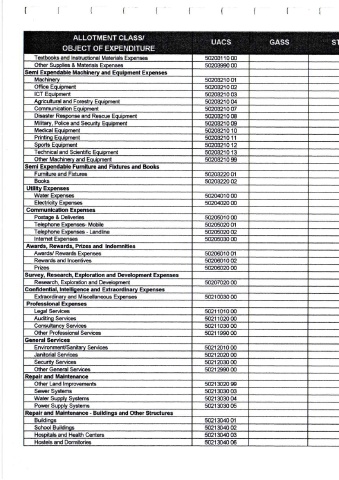 ALLOTMENT CLASS/ OBJECT OF EXPENDITURE UACS GASS ST
Textbooks and Instructional Materials Expenses 50203110 00
Other Supplies & Materials Expenses 50203990 00
Semi Expendable Machinery and Equipment Expenses
Machinery 50203210 01
Office Equipment 50203210 02
ICT Equipment 50203210 03
Agricultural and Forestry Equipment 50203210 04
Communication Equipment 50203210 07
Disaster Response and Rescue Equipment 50203210 08
Military, Police and Security Equipment 50203210 09
Medical Equipment 50203210 10
Printing Equipment 50203210 11
Sports Equipment 50203210 12
Technical and Scientific Equipment 50203210 13
Other Machinery and Equipment 50203210 99
Semi Expendable Furniture and Fixtures and Books
Furniture and Fixtures 50203220 01
Books 50203220 02
Utility Expenses
Water Expenses 50204010 00
Electricity Expenses 50204020 00
Communication Expenses
Postage & Deliveries 50205010 00
Telephone Expenses- Mobile 50205020 01
Telephone Expenses - Landline 50205020 02
Internet Expenses 50205030 00
Awards, Rewards, Prizes and Indemnities
Awards/ Rewards Expenses 50206010 01
Rewards and Incentives 50206010 02
Prizes 50206020 00
Survey, Research, Exploration and Development Expenses
Research, Exploration and Development 50207020 00
Confidential, Intelligence and Extraordinary Expenses
Extraordinary and Miscellaneous Expenses 50210030 00
Professional Expenses
Legal Services 50211010 00
Auditing Services 50211020 00
Consultancy Services 50211030 00
Other Professional Services 50211990 00
General Services
Environment/Sanitary Services 50212010 00
Janitorial Services 50212020 00
Security Services 50212030 00
Other General Services 50212990 00
Repair and Maintenance
Other Land Improvements 50213020 99
Sewer Systems 50213030 03
Water Supply Systems 50213030 04
Power Supply Systems 50213030 05
Repair and Maintenance - Buildings and Other Structures
Buildings 50213040 01
School Buildings 50213040 02
Hospitals and Health Centers 50213040 03
Hostels and Dormitories 50213040 06